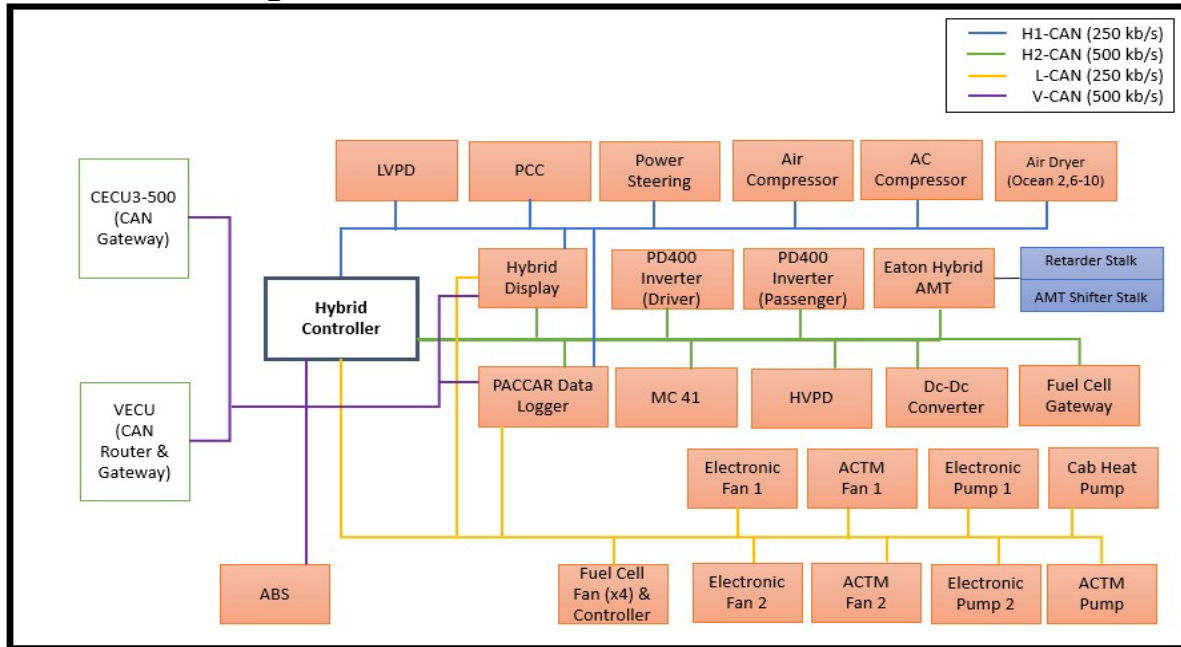 H1-CAN (250 kb/s)
H2-CAN (500 kb/s)
L-CAN (250 kb/s)
V-CAN (500 kb/s)
CECU3-500
(CAN
Gateway)
LVPD
PCC
Power
Steering
Air
Compressor
AC
Compressor
Air Dryer
(Ocean 2,6-10)
Hybrid
Controller
Hybrid
Display
PD400
Inverter
(Driver)
PD400
Inverter
(Passenger)
Eaton Hybrid
AMT
Retarder Stalk
AMT Shifter Stalk
VECU
(CAN
Router &
Gateway)
PACCAR Data
Logger
MC 41
HVPD
Dc-Dc
Converter
Fuel Cell
Gateway
Electronic
Fan 1
ACTM
Fan 1
Electronic
Pump 1
Cab Heat
Pump
ABS
Fuel Cell
Fan (x4) &
Controller
Electronic
Fan 2
ACTM
Fan 2
Electronic
Pump 2
ACTM
Pump